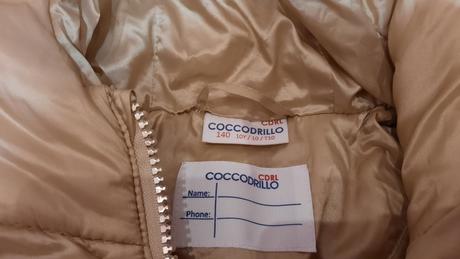 CDRL
COCCODRILLO
140 10Y/10/T10
CDRL
COCCODRILLO
Name:
Phone: